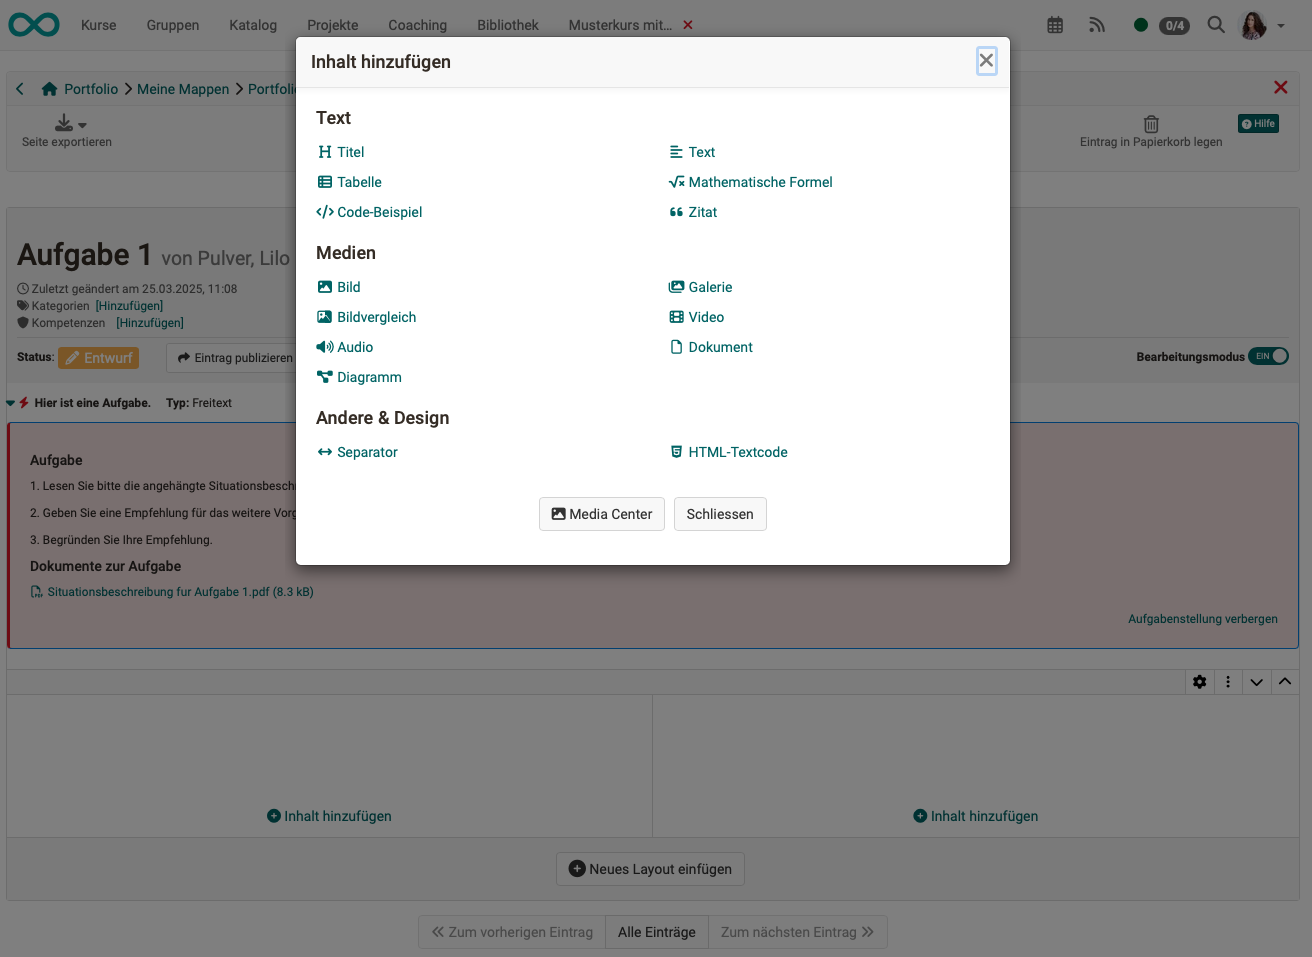 Kurse Gruppen Katalog Projekte Coaching Bibliothek Musterkurs mit... 0/4
Inhalt hinzufügen
Portfolio Meine Mappen
Seite exportieren
Eintrag in Papierkorb legen
Hilfe
Text
Titel
Text
Tabelle
Mathematische Formel
Code-Beispiel
Zitat
Medien
Bild
Galerie
Bildvergleich
Video
Audio
Dokument
Diagramm
Andere & Design
Separator
HTML-Textcode
Media Center
Schliessen
Aufgabe 1 von Pulver, Lilo
Zuletzt geändert am 25.03.2025, 11:08
Kategorien [Hinzufügen]
Kompetenzen [Hinzufügen]
Status: Entwurf Eintrag publizieren
Bearbeitungsmodus EIN
Hier ist eine Aufgabe. Typ: Freitext
Aufgabe
1. Lesen Sie bitte die angehängte
2. Geben Sie eine Empfehlung für das weitere
3. Begründen Sie Ihre Empfehlung.
Dokumente zur Aufgabe
Situationsbeschreibung fur Aufgabe 1.pdf (8.3 kB)
Aufgabenstellung verbergen
Inhalt hinzufügen
Inhalt hinzufügen
Neues Layout einfügen
Zum vorherigen Eintrag Alle Einträge Zum nächsten Eintrag